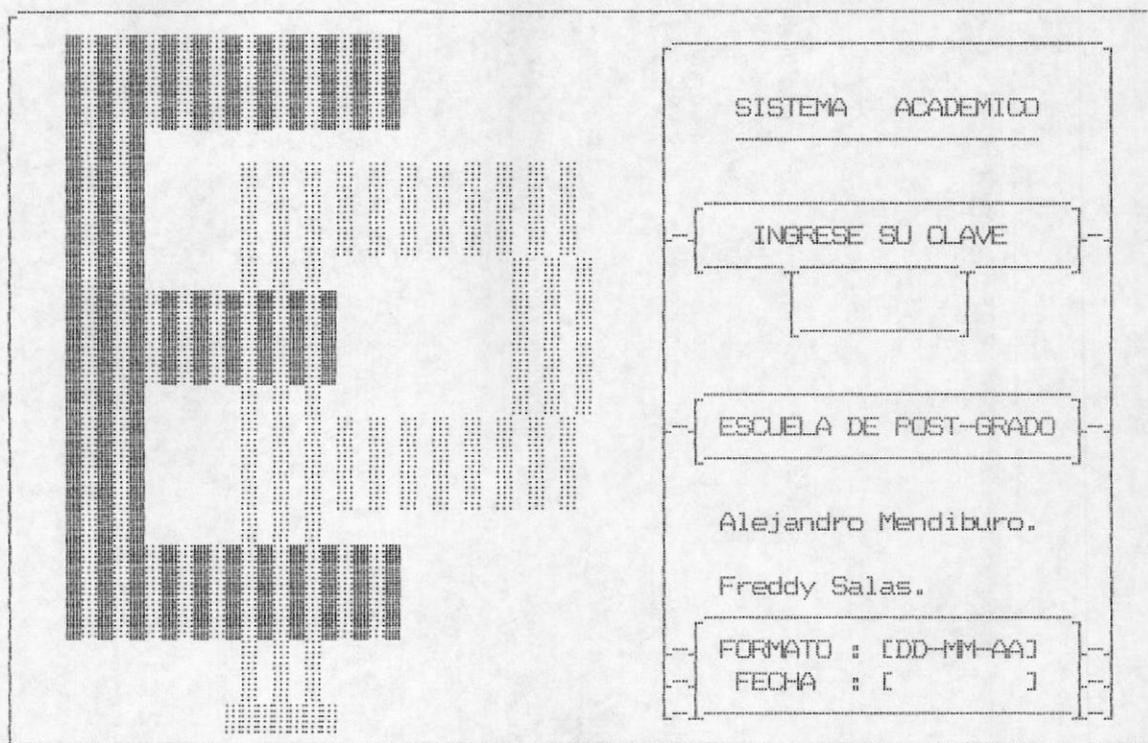 SISTEMA ACADEMICO
INGRESE SU CLAVE
ESCUELA DE POST-GRADO
Alejandro Mendiburo.
Freddy Salas.
FORMATO : [DD-MM-AA]
FECHA : [ ]